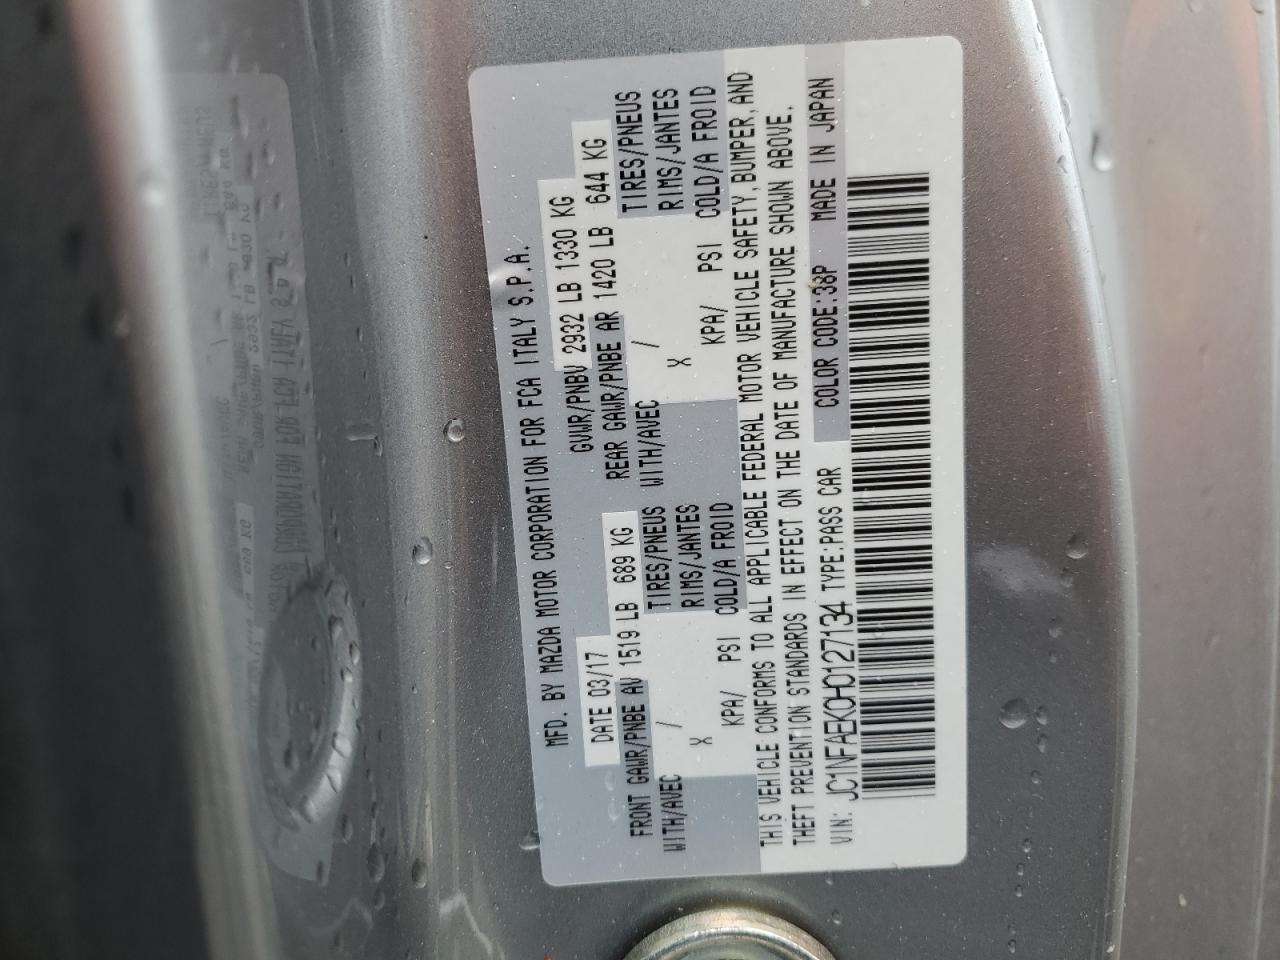 MFD. BY MAZDA MOTOR CORPORATION FOR FCA ITALY S.P.A.
DATE 03/17 GVWR/PNBV 2932 LB 1330 KG
FRONT GAWR/PNBE AV 1519 LB 689 KG REAR GAWR/PNBE AR 1420 LB 644 KG
WITH/AVEC / TIRES/PNEUS WITH/AVEC / TIRES/PNEUS
X RIMS/JANTES X RIMS/JANTES
KPA/ PSI COLD/A FROID KPA/ PSI COLD/A FROID
THIS VEHICLE CONFORMS TO ALL APPLICABLE FEDERAL MOTOR VEHICLE SAFETY, BUMPER, AND
THEFT PREVENTION STANDARDS IN EFFECT ON THE DATE OF MANUFACTURE SHOWN ABOVE.
VIN: JC1NFAEK0H0127134 TYPE:PASS CAR COLOR CODE:38P MADE IN JAPAN